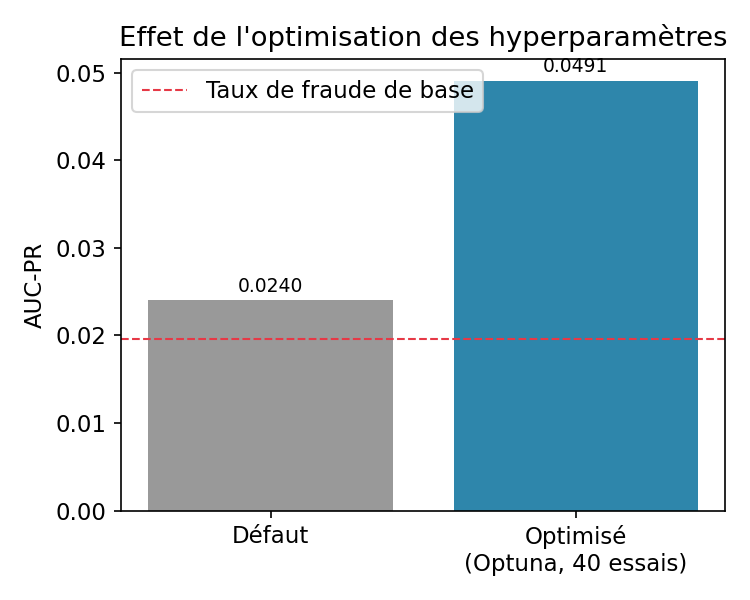 Effet de l'optimisation des hyperparamètres
Taux de fraude de base
AUC-PR
0.05
0.04
0.03
0.02
0.01
0.00
0.0240
0.0491
Défaut
Optimisé
(Optuna, 40 essais)